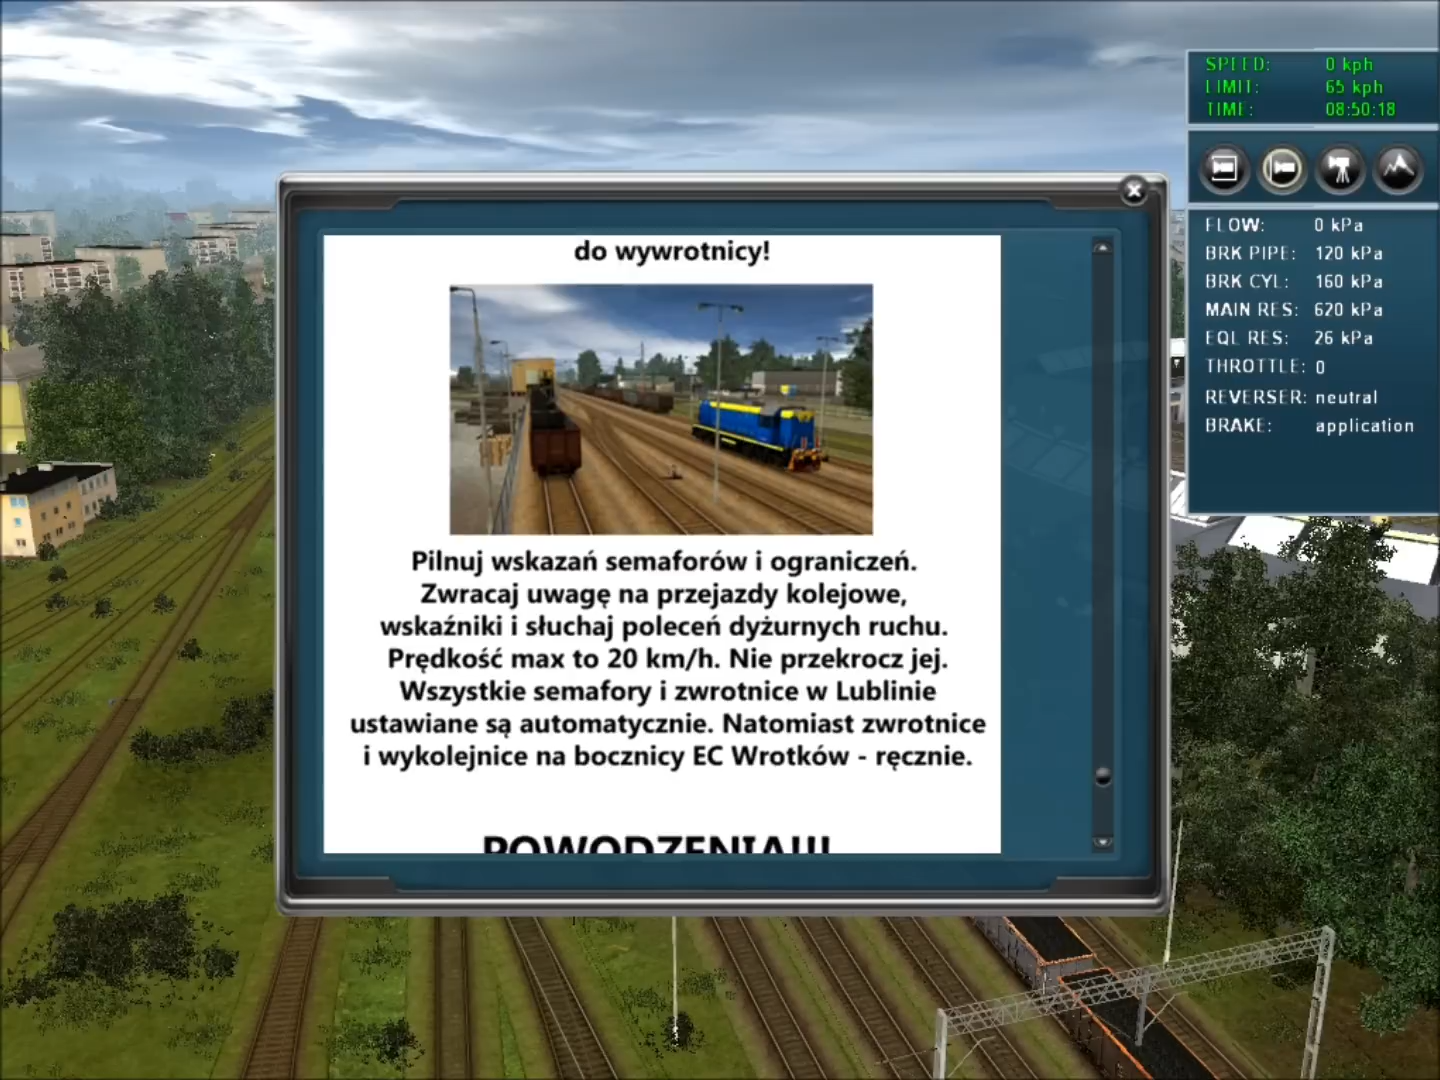 SPEED: 0 kph
LIMIT: 65 kph
TIME: 08:50:18
FLOW: 0 kPa
BRK PIPE: 120 kPa
BRK CYL: 160 kPa
MAIN RES: 620 kPa
EQL RES: 26 kPa
THROTTLE: 0
REVERSER: neutral
BRAKE: application
do wywrotnicy!
Pilnuj wskazań semaforów i ograniczeń.
Zwracaj uwagę na przejazdy kolejowe,
wskaźniki i słuchaj poleceń dyżurnych ruchu.
Prędkość max to 20 km/h. Nie przekrocz jej.
Wszystkie semafory i zwrotnice w Lublinie
ustawiane są automatycznie. Natomiast zwrotnice
i wykolejnice na bocznicy EC Wrotków - ręcznie.
POWODZENIA!!!